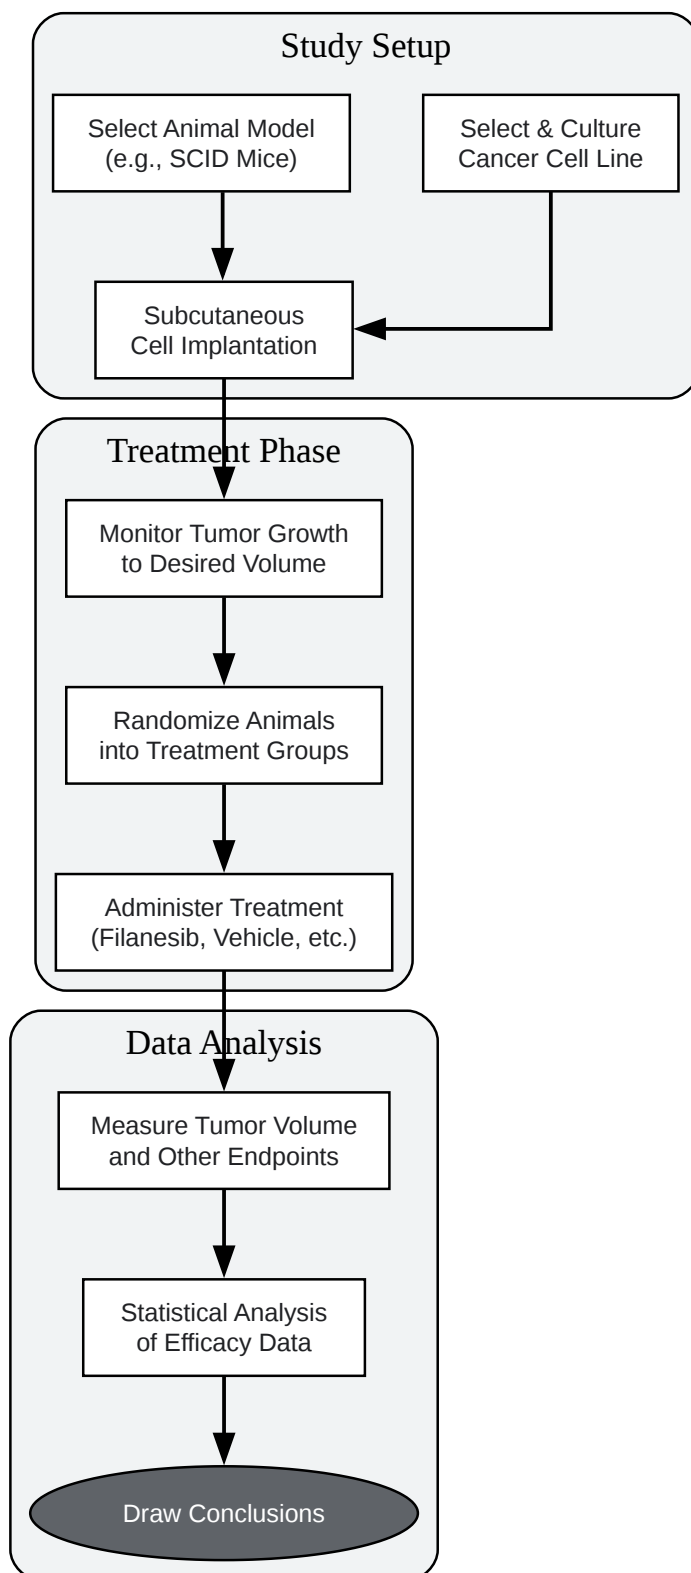 Study Setup
Select Animal Model
(e.g., SCID Mice)
Select & Culture
Cancer Cell Line
Subcutaneous
Cell Implantation
Treatment Phase
Monitor Tumor Growth
to Desired Volume
Randomize Animals
into Treatment Groups
Administer Treatment
(Filanesib, Vehicle, etc.)
Data Analysis
Measure Tumor Volume
and Other Endpoints
Statistical Analysis
of Efficacy Data
Draw Conclusions